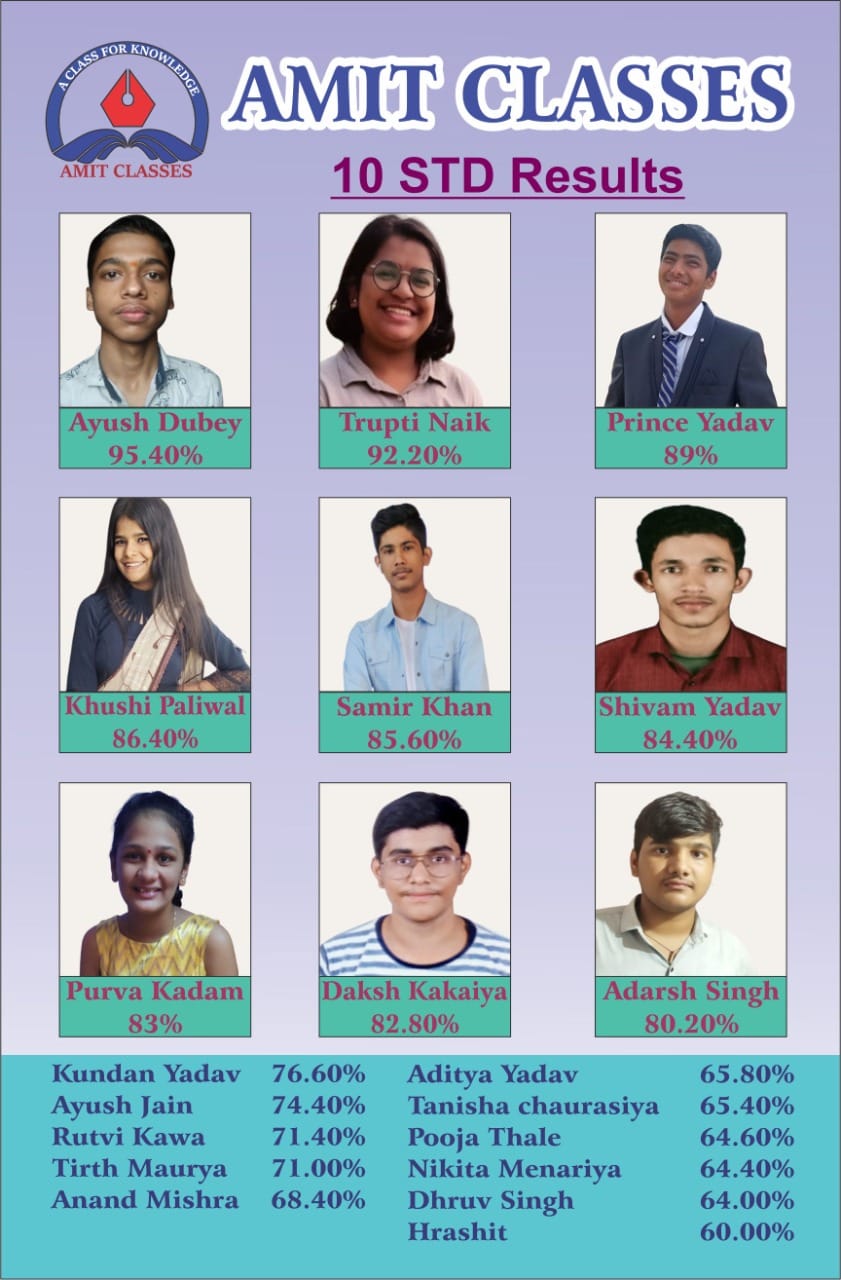 A CLASS FOR KNOWLEDGE
AMIT CLASSES
AMIT CLASSES
10 STD Results
Ayush Dubey
95.40%
Trupti Naik
92.20%
Prince Yadav
89%
Khushi Paliwal
86.40%
Samir Khan
85.60%
Shivam Yadav
84.40%
Purva Kadam
83%
Daksh Kakaiya
82.80%
Adarsh Singh
80.20%
Kundan Yadav 76.60%
Ayush Jain 74.40%
Rutvi Kawa 71.40%
Tirth Maurya 71.00%
Anand Mishra 68.40%
Aditya Yadav 65.80%
Tanisha chaurasiya 65.40%
Pooja Thale 64.60%
Nikita Menariya 64.40%
Dhruv Singh 64.00%
Hrashit 60.00%